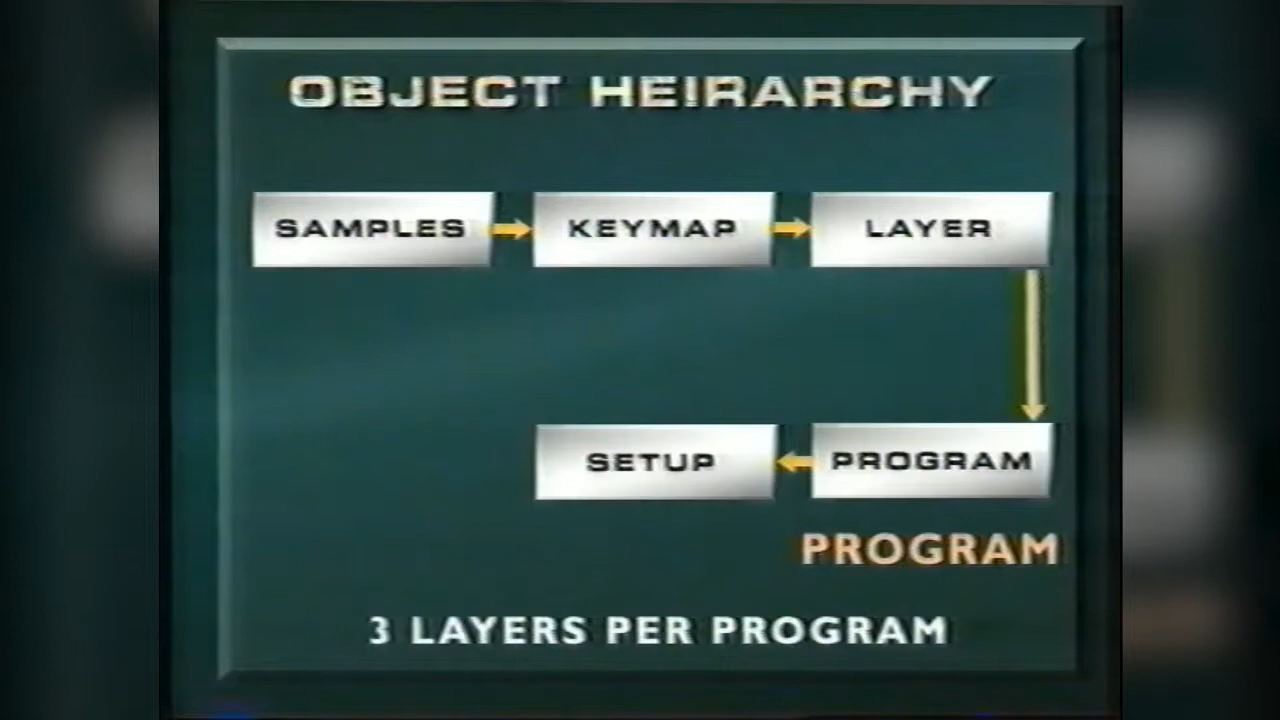 OBJECT HEIRARCHY
SAMPLES
KEYMAP
LAYER
SETUP
PROGRAM
PROGRAM
3 LAYERS PER PROGRAM